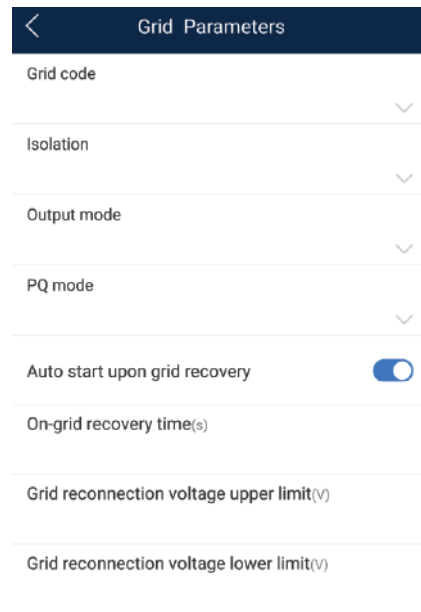 Grid Parameters
Grid code
Isolation
Output mode
PQ mode
Auto start upon grid recovery
On-grid recovery time(s)
Grid reconnection voltage upper limit(V)
Grid reconnection voltage lower limit(V)